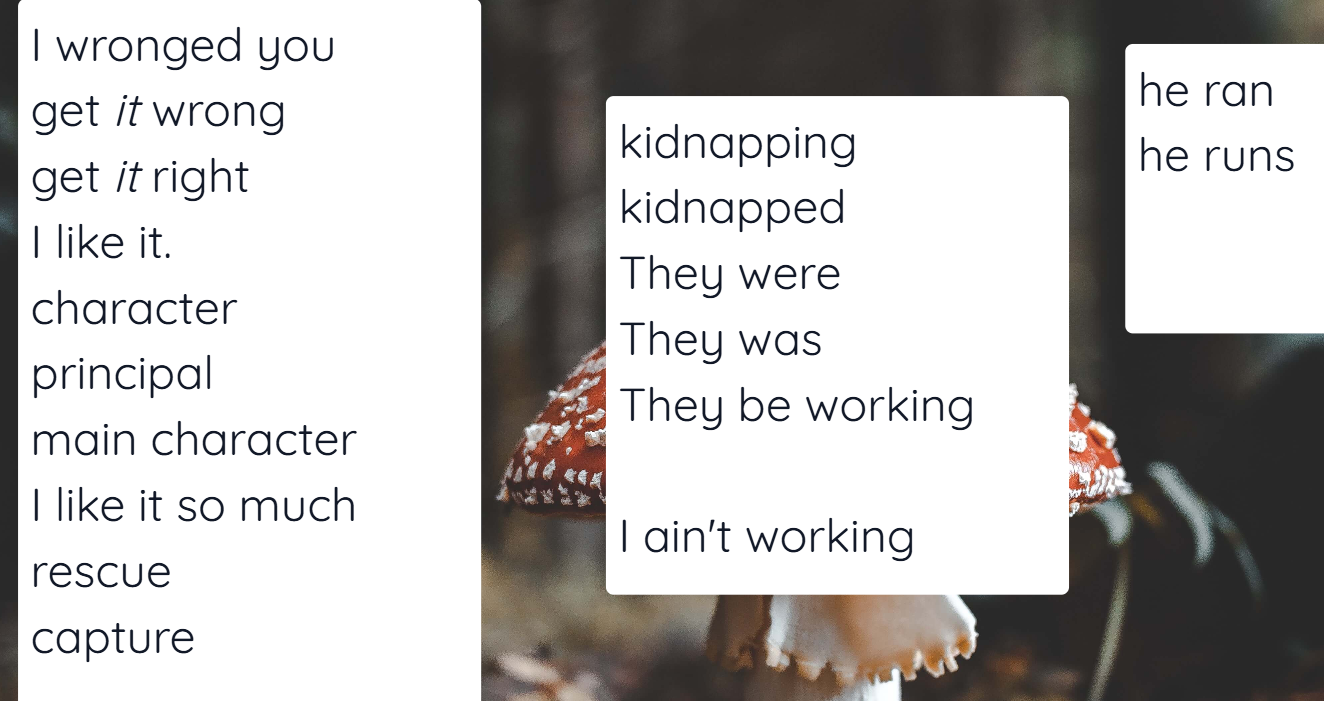 I wronged you
get it wrong
get it right
I like it.
character
principal
main character
I like it so much
rescue
capture
kidnapping
kidnapped
They were
They was
They be working
I ain't working
he ran
he runs